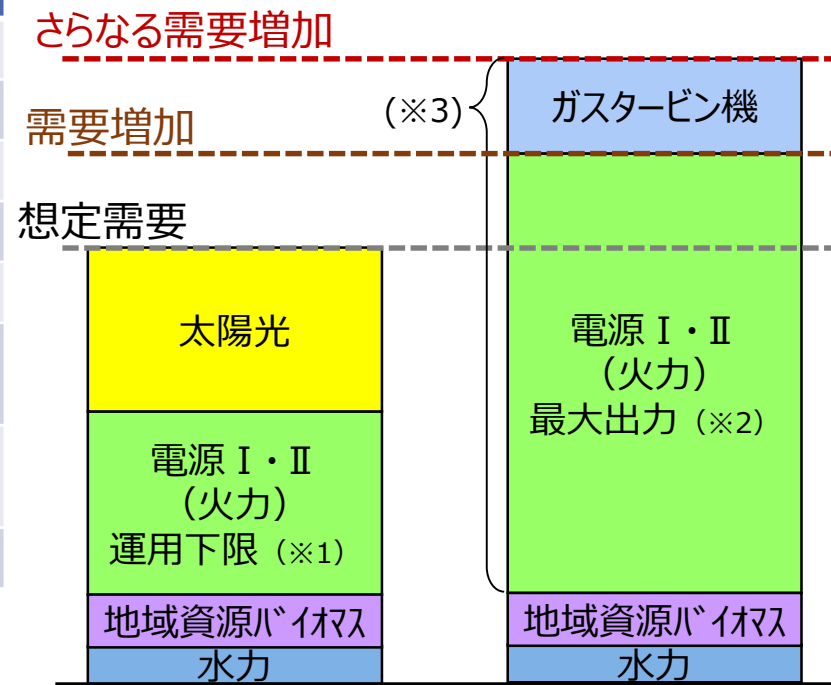 さらなる需要増加
需要増加
想定需要
太陽光
電源Ⅰ・Ⅱ
（火力）
運用下限（※1）
地域資源バイオマス
水力
(※3)
ガスタービン機
電源Ⅰ・Ⅱ
（火力）
最大出力（※2）
地域資源バイオマス
水力